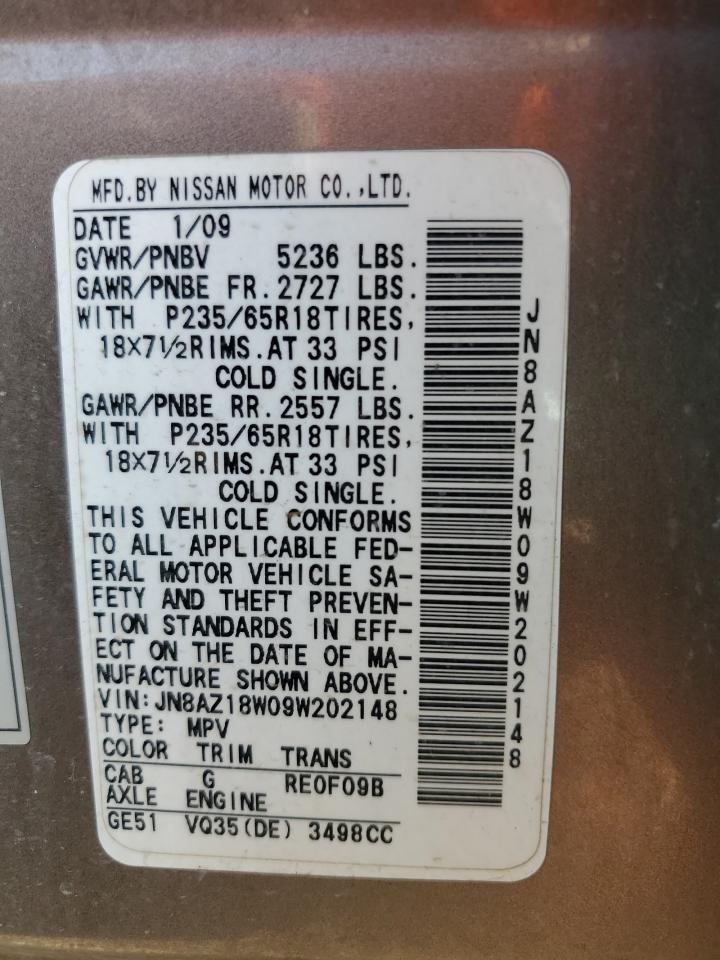 MFD.BY NISSAN MOTOR CO.,LTD.
DATE 1/09
GVWR/PNBV 5236 LBS.
GAWR/PNBE FR.2727 LBS.
WITH P235/65R18TIRES,
18X7½RIMS.AT 33 PSI
COLD SINGLE.
GAWR/PNBE RR.2557 LBS.
WITH P235/65R18TIRES,
18X7½RIMS.AT 33 PSI
COLD SINGLE.
THIS VEHICLE CONFORMS
TO ALL APPLICABLE FED-
ERAL MOTOR VEHICLE SA-
FETY AND THEFT PREVEN-
TION STANDARDS IN EFF-
ECT ON THE DATE OF MA-
NUFACTURE SHOWN ABOVE.
VIN:JN8AZ18W09W202148
TYPE: MPV
COLOR TRIM TRANS
CAB G RE0F09B
AXLE ENGINE
GE51 VQ35(DE) 3498CC
JN8AZ18W09W202148